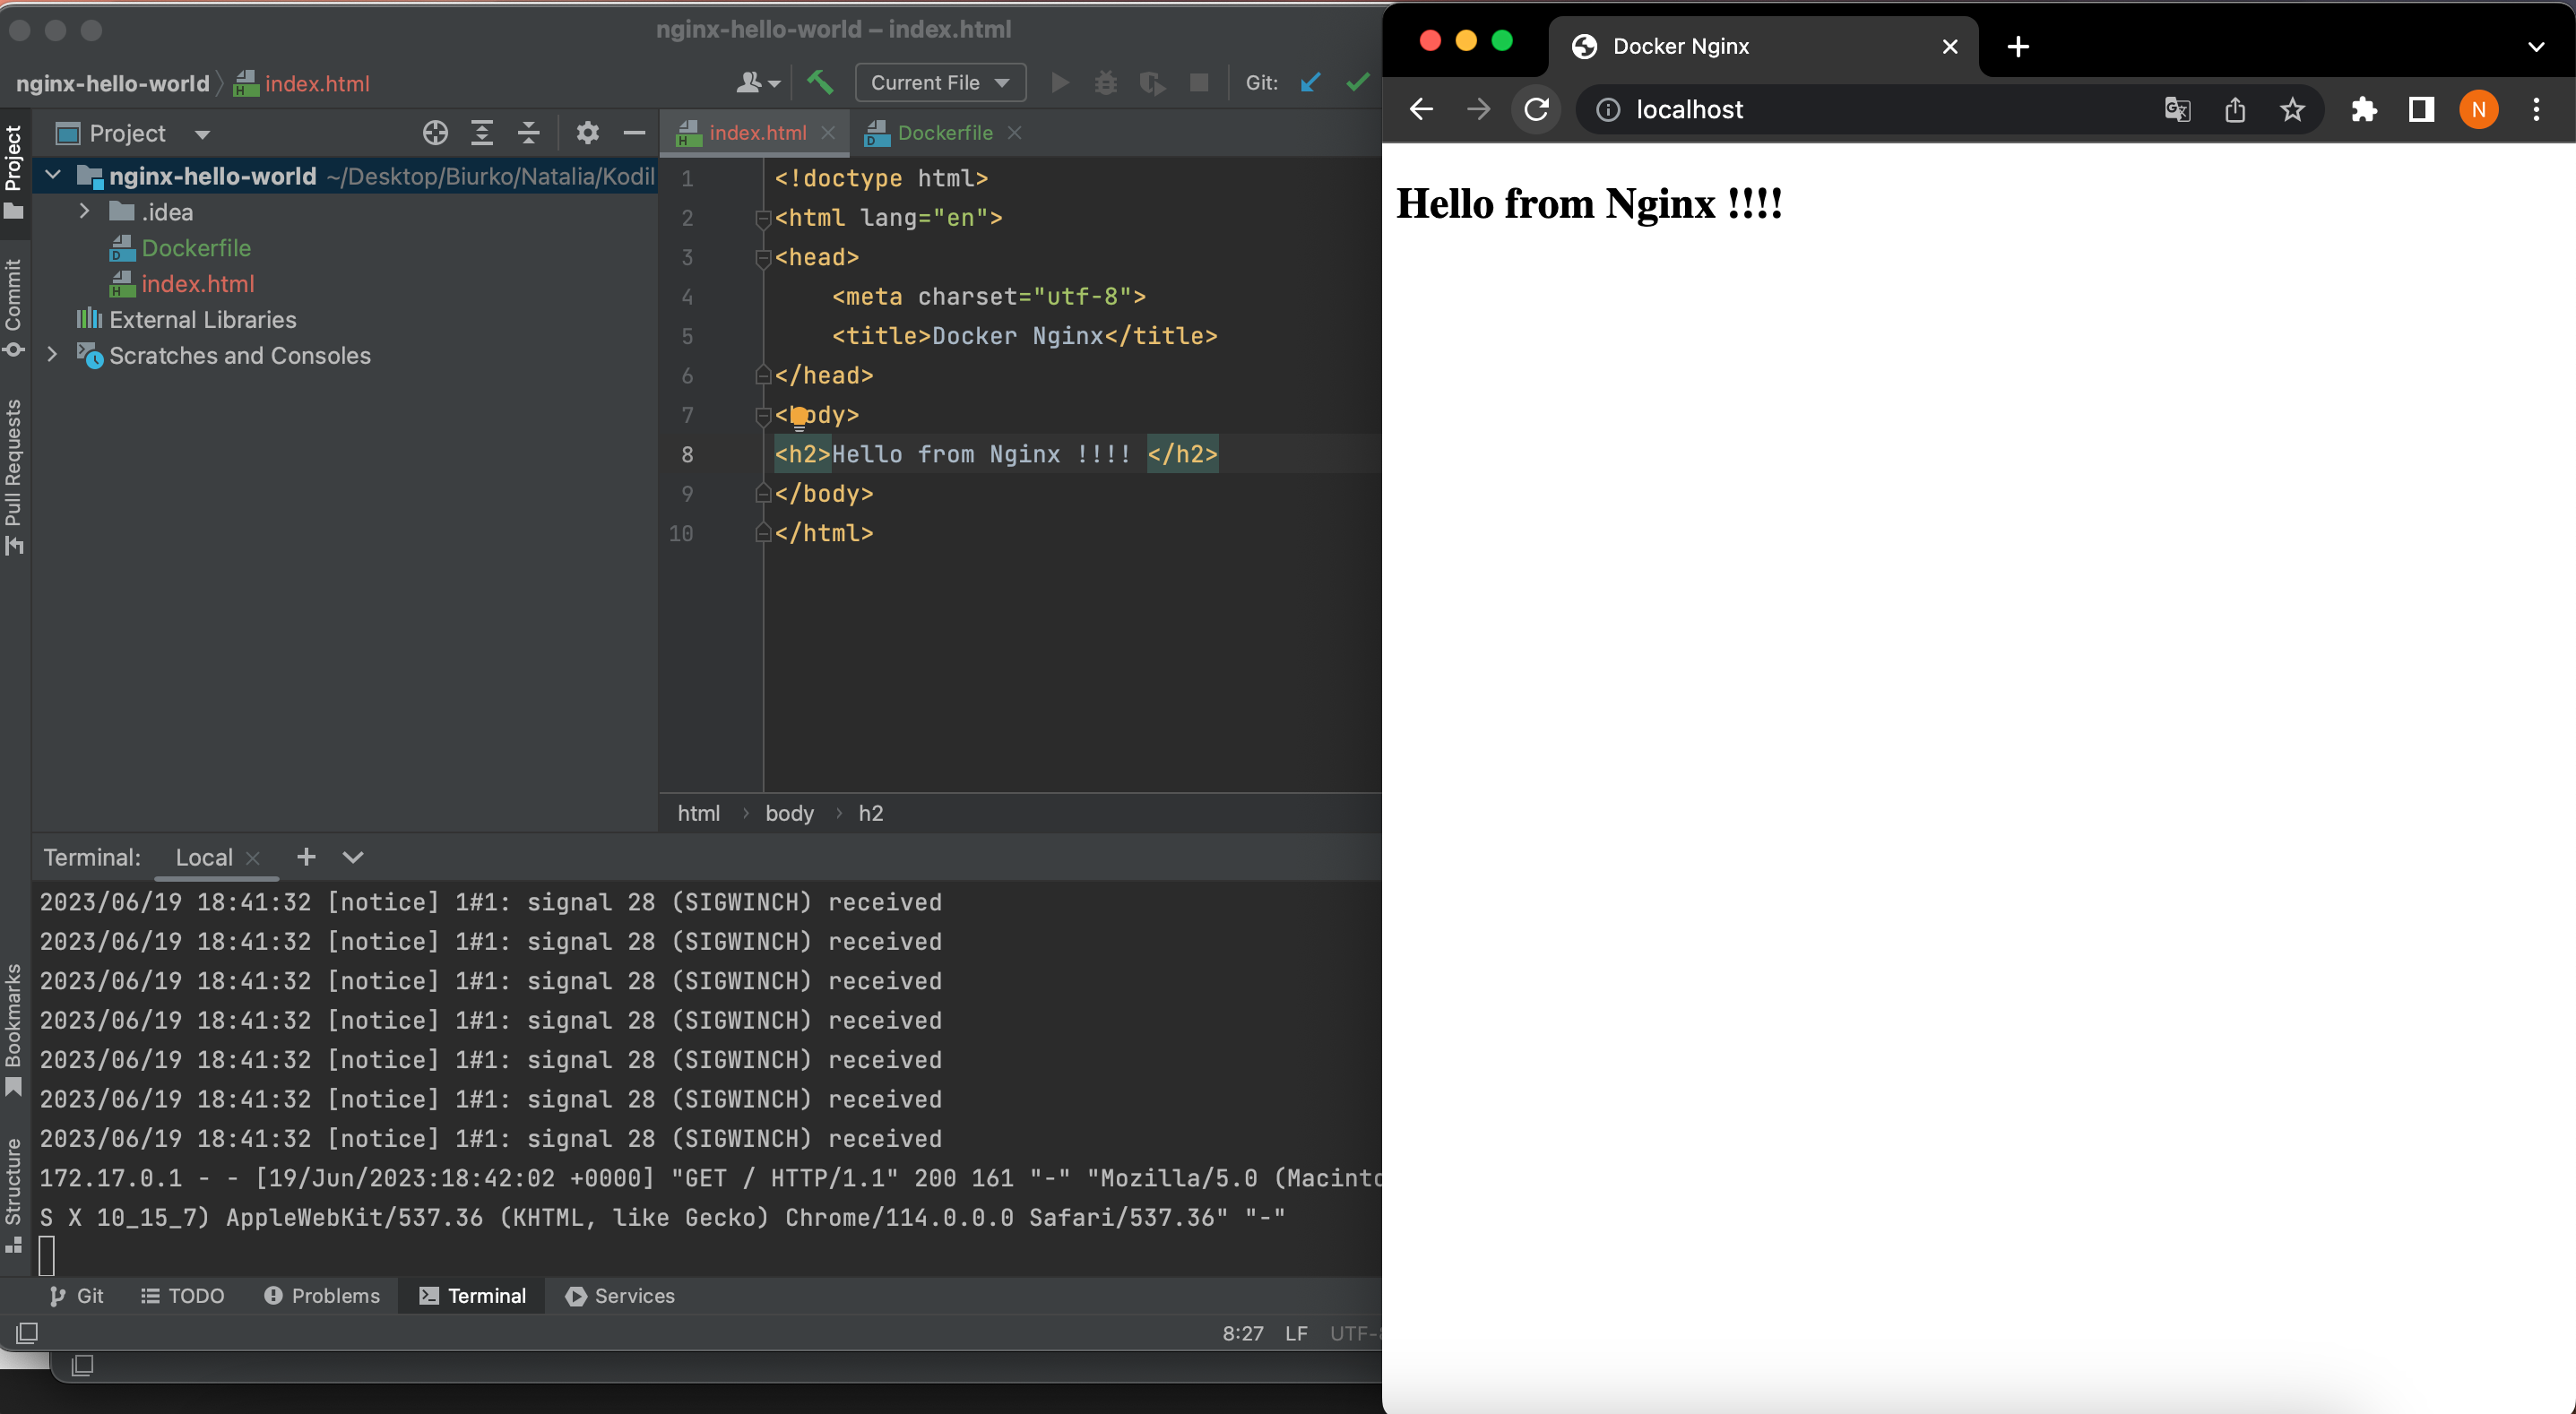 nginx-hello-world – index.html
nginx-hello-world
index.html
Current File
Git:
Project
Project
Commit
Pull Requests
Bookmarks
Structure
nginx-hello-world ~/Desktop/Biurko/Natalia/Kodil
.idea
Dockerfile
index.html
External Libraries
Scratches and Consoles
index.html
Dockerfile
1 <!doctype html>
2 <html lang="en">
3 <head>
4 <meta charset="utf-8">
5 <title>Docker Nginx</title>
6 </head>
7 <body>
8 <h2>Hello from Nginx !!!! </h2>
9 </body>
10 </html>
html › body › h2
Terminal: Local
2023/06/19 18:41:32 [notice] 1#1: signal 28 (SIGWINCH) received
2023/06/19 18:41:32 [notice] 1#1: signal 28 (SIGWINCH) received
2023/06/19 18:41:32 [notice] 1#1: signal 28 (SIGWINCH) received
2023/06/19 18:41:32 [notice] 1#1: signal 28 (SIGWINCH) received
2023/06/19 18:41:32 [notice] 1#1: signal 28 (SIGWINCH) received
2023/06/19 18:41:32 [notice] 1#1: signal 28 (SIGWINCH) received
2023/06/19 18:41:32 [notice] 1#1: signal 28 (SIGWINCH) received
172.17.0.1 - - [19/Jun/2023:18:42:02 +0000] "GET / HTTP/1.1" 200 161 "-" "Mozilla/5.0 (Macinto
S X 10_15_7) AppleWebKit/537.36 (KHTML, like Gecko) Chrome/114.0.0.0 Safari/537.36" "-"
Git TODO Problems Terminal Services
8:27 LF UTF-8
Docker Nginx
localhost
N
Hello from Nginx !!!!